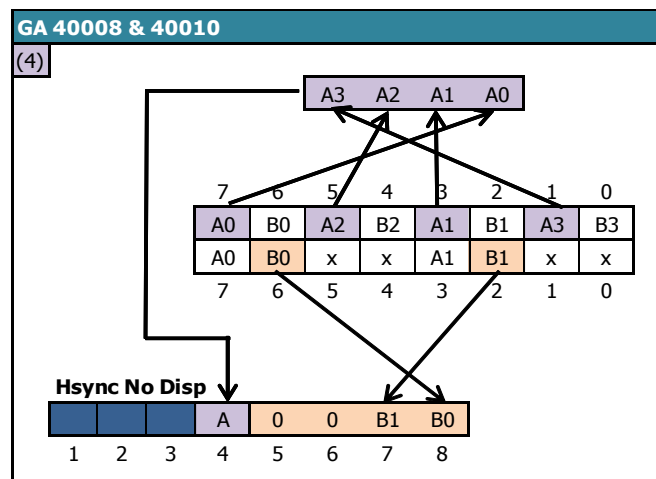 GA 40008 & 40010
(4)
A3 A2 A1 A0
7 6 5 4 3 2 1 0
A0 B0 A2 B2 A1 B1 A3 B3
A0 B0 x x A1 B1 x x
7 6 5 4 3 2 1 0
Hsync No Disp
A 0 0 B1 B0
1 2 3 4 5 6 7 8